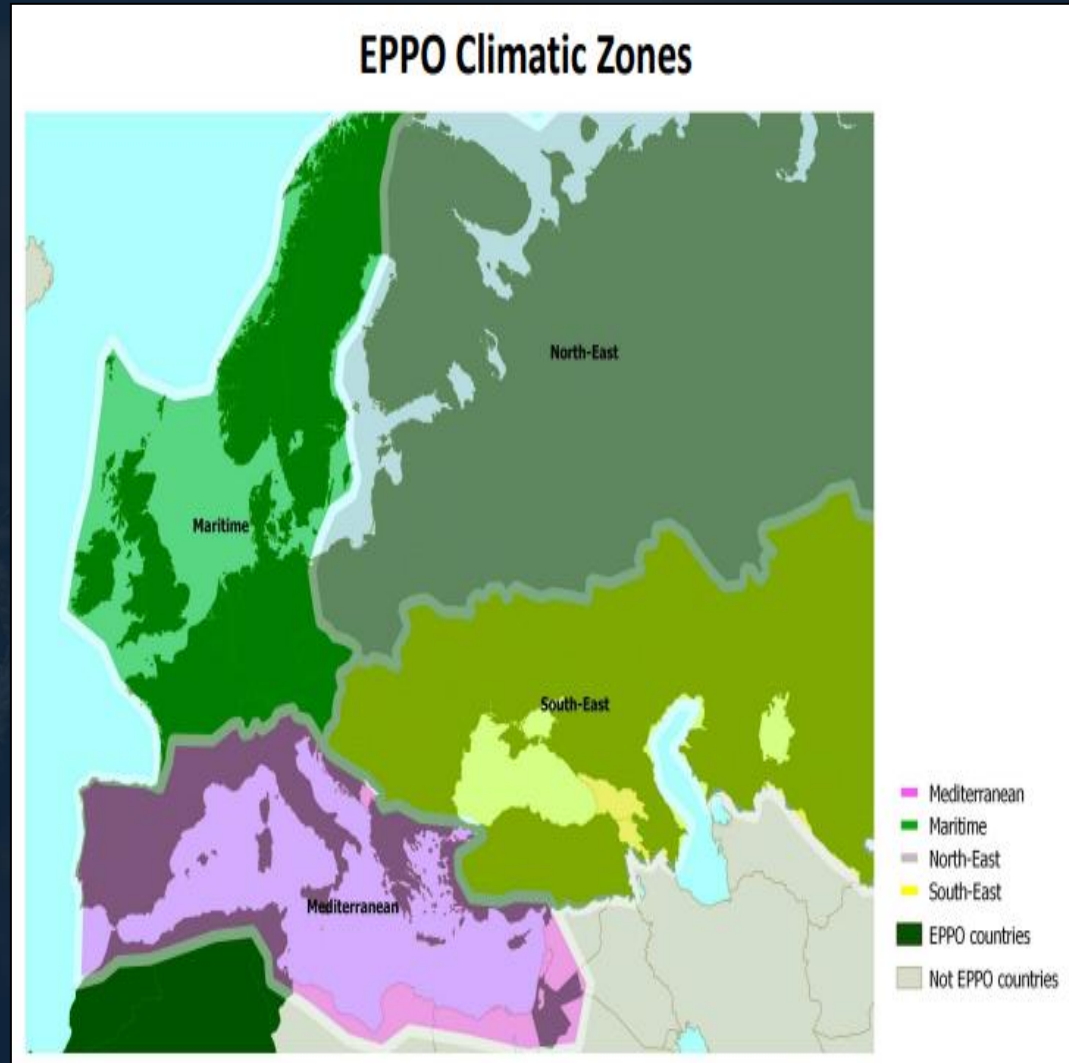 EPPO Climatic Zones
North-East
Maritime
South-East
Mediterranean
Mediterranean
Maritime
North-East
South-East
EPPO countries
Not EPPO countries